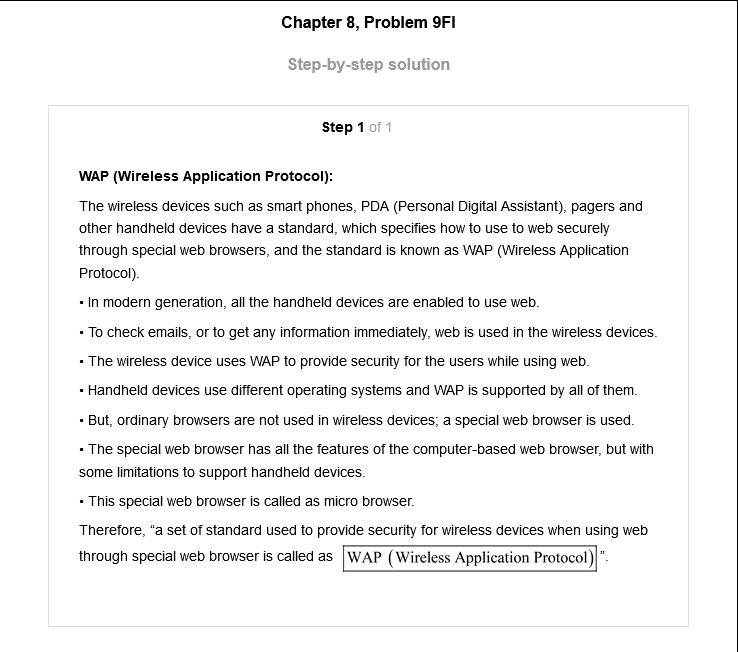 Chapter 8, Problem 9FI
Step-by-step solution
Step 1 of 1
WAP (Wireless Application Protocol):
The wireless devices such as smart phones, PDA (Personal Digital Assistant), pagers and
other handheld devices have a standard, which specifies how to use to web securely
through special web browsers, and the standard is known as WAP (Wireless Application
Protocol).
• In modern generation, all the handheld devices are enabled to use web.
• To check emails, or to get any information immediately, web is used in the wireless devices.
• The wireless device uses WAP to provide security for the users while using web.
• Handheld devices use different operating systems and WAP is supported by all of them.
• But, ordinary browsers are not used in wireless devices; a special web browser is used.
• The special web browser has all the features of the computer-based web browser, but with
some limitations to support handheld devices.
• This special web browser is called as micro browser.
Therefore, “a set of standard used to provide security for wireless devices when using web
through special web browser is called as WAP (Wireless Application Protocol)”.